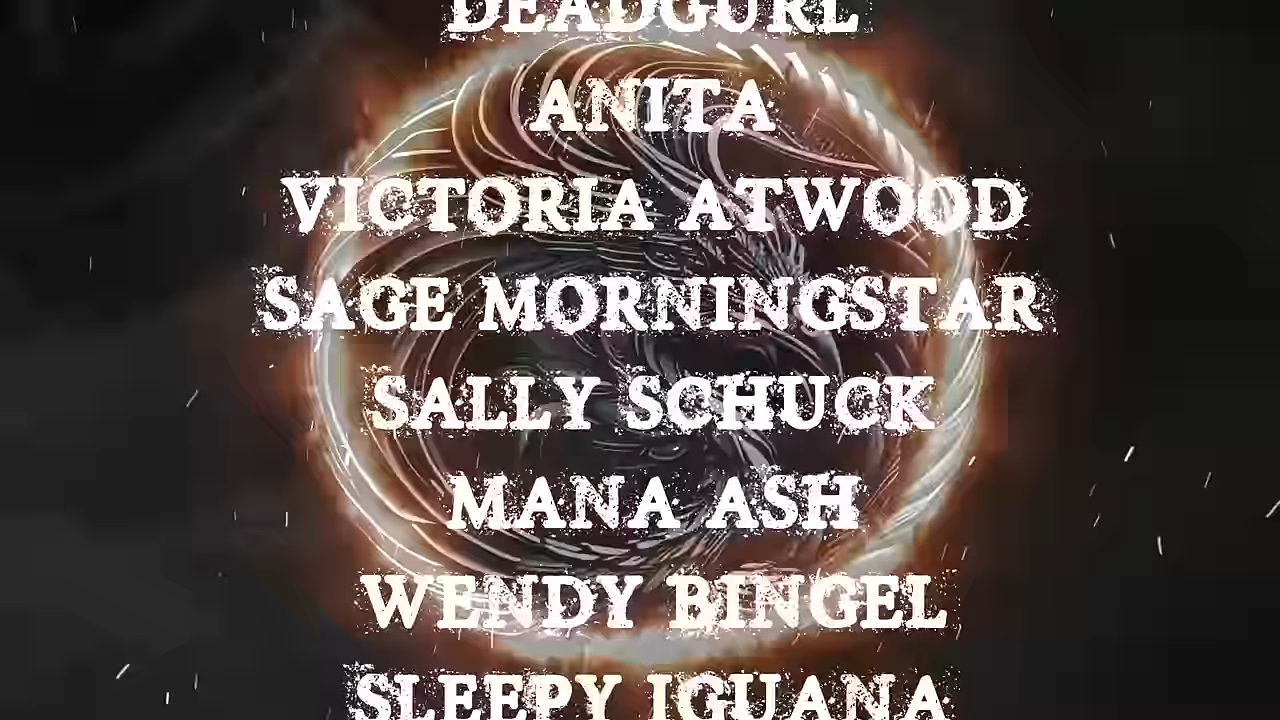 DEADGURL
ANITA
VICTORIA ATWOOD
SAGE MORNINGSTAR
SALLY SCHUCK
MANA ASH
WENDY BINGEL
SLEEPY IGUANA